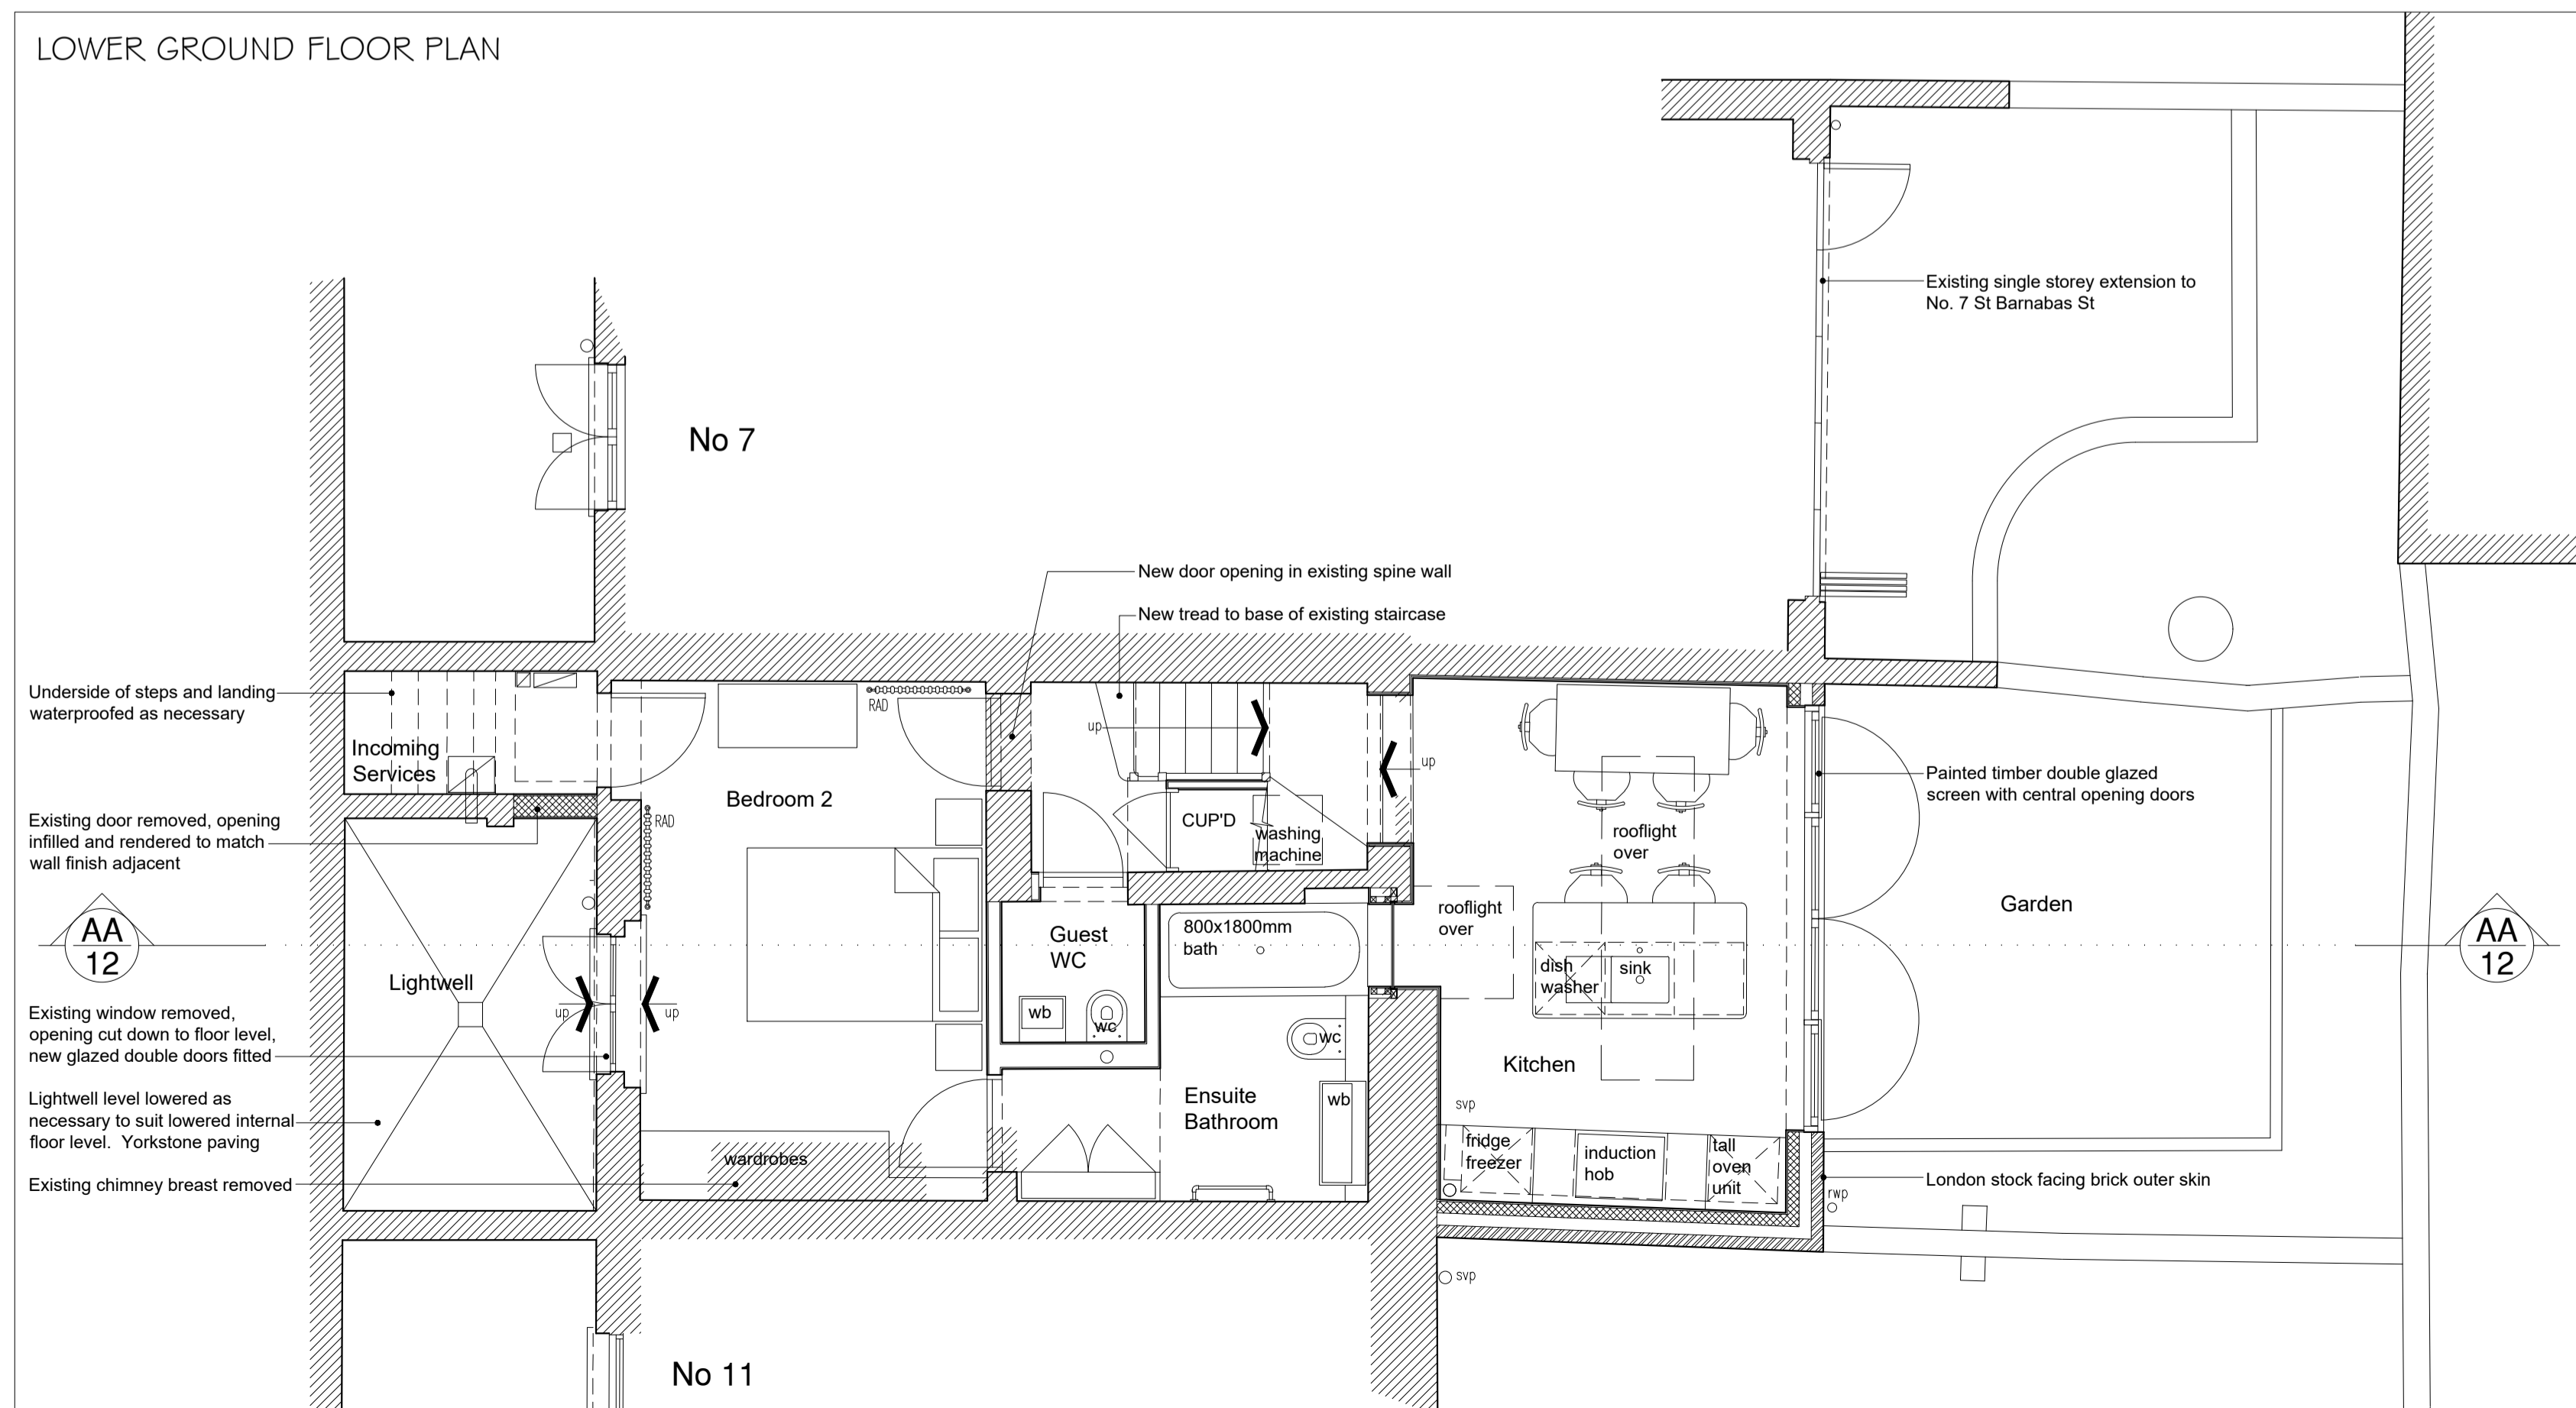 LOWER GROUND FLOOR PLAN
Existing single storey extension to
No. 7 St Barnabas St
No 7
New door opening in existing spine wall
New tread to base of existing staircase
Underside of steps and landing
waterproofed as necessary
RAD
up
Incoming
Services
up
Bedroom 2
Painted timber double glazed
screen with central opening doors
Existing door removed, opening
infilled and rendered to match
wall finish adjacent
RAD
CUP'D
washing
machine
rooflight
over
AA
12
Guest
WC
800x1800mm
bath
rooflight
over
Garden
AA
12
Lightwell
dish
washer
sink
Existing window removed,
opening cut down to floor level,
new glazed double doors fitted
up
up
wb
wc
wc
Kitchen
Lightwell level lowered as
necessary to suit lowered internal
floor level. Yorkstone paving
Ensuite
Bathroom
wb
svp
wardrobes
fridge
freezer
induction
hob
tall
oven
unit
Existing chimney breast removed
London stock facing brick outer skin
rwp
svp
No 11